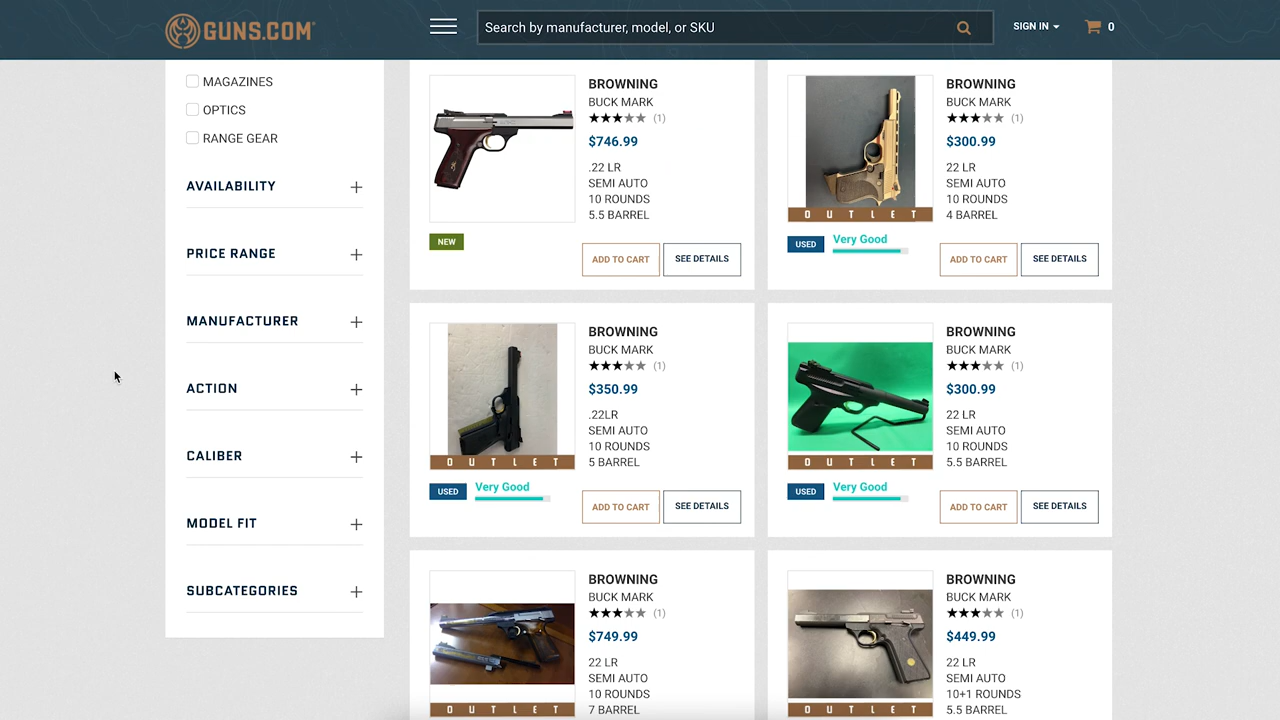 GUNS.COM
Search by manufacturer, model, or SKU
SIGN IN
0
MAGAZINES
OPTICS
RANGE GEAR
AVAILABILITY
PRICE RANGE
MANUFACTURER
ACTION
CALIBER
MODEL FIT
SUBCATEGORIES
BROWNING
BUCK MARK
(1)
$746.99
.22 LR
SEMI AUTO
10 ROUNDS
5.5 BARREL
NEW
ADD TO CART
SEE DETAILS
OUTLET
BROWNING
BUCK MARK
(1)
$300.99
22 LR
SEMI AUTO
10 ROUNDS
4 BARREL
USED
Very Good
ADD TO CART
SEE DETAILS
OUTLET
BROWNING
BUCK MARK
(1)
$350.99
.22LR
SEMI AUTO
10 ROUNDS
5 BARREL
USED
Very Good
ADD TO CART
SEE DETAILS
OUTLET
BROWNING
BUCK MARK
(1)
$300.99
22 LR
SEMI AUTO
10 ROUNDS
5.5 BARREL
USED
Very Good
ADD TO CART
SEE DETAILS
OUTLET
BROWNING
BUCK MARK
(1)
$749.99
22 LR
SEMI AUTO
10 ROUNDS
7 BARREL
OUTLET
BROWNING
BUCK MARK
(1)
$449.99
22 LR
SEMI AUTO
10+1 ROUNDS
5.5 BARREL